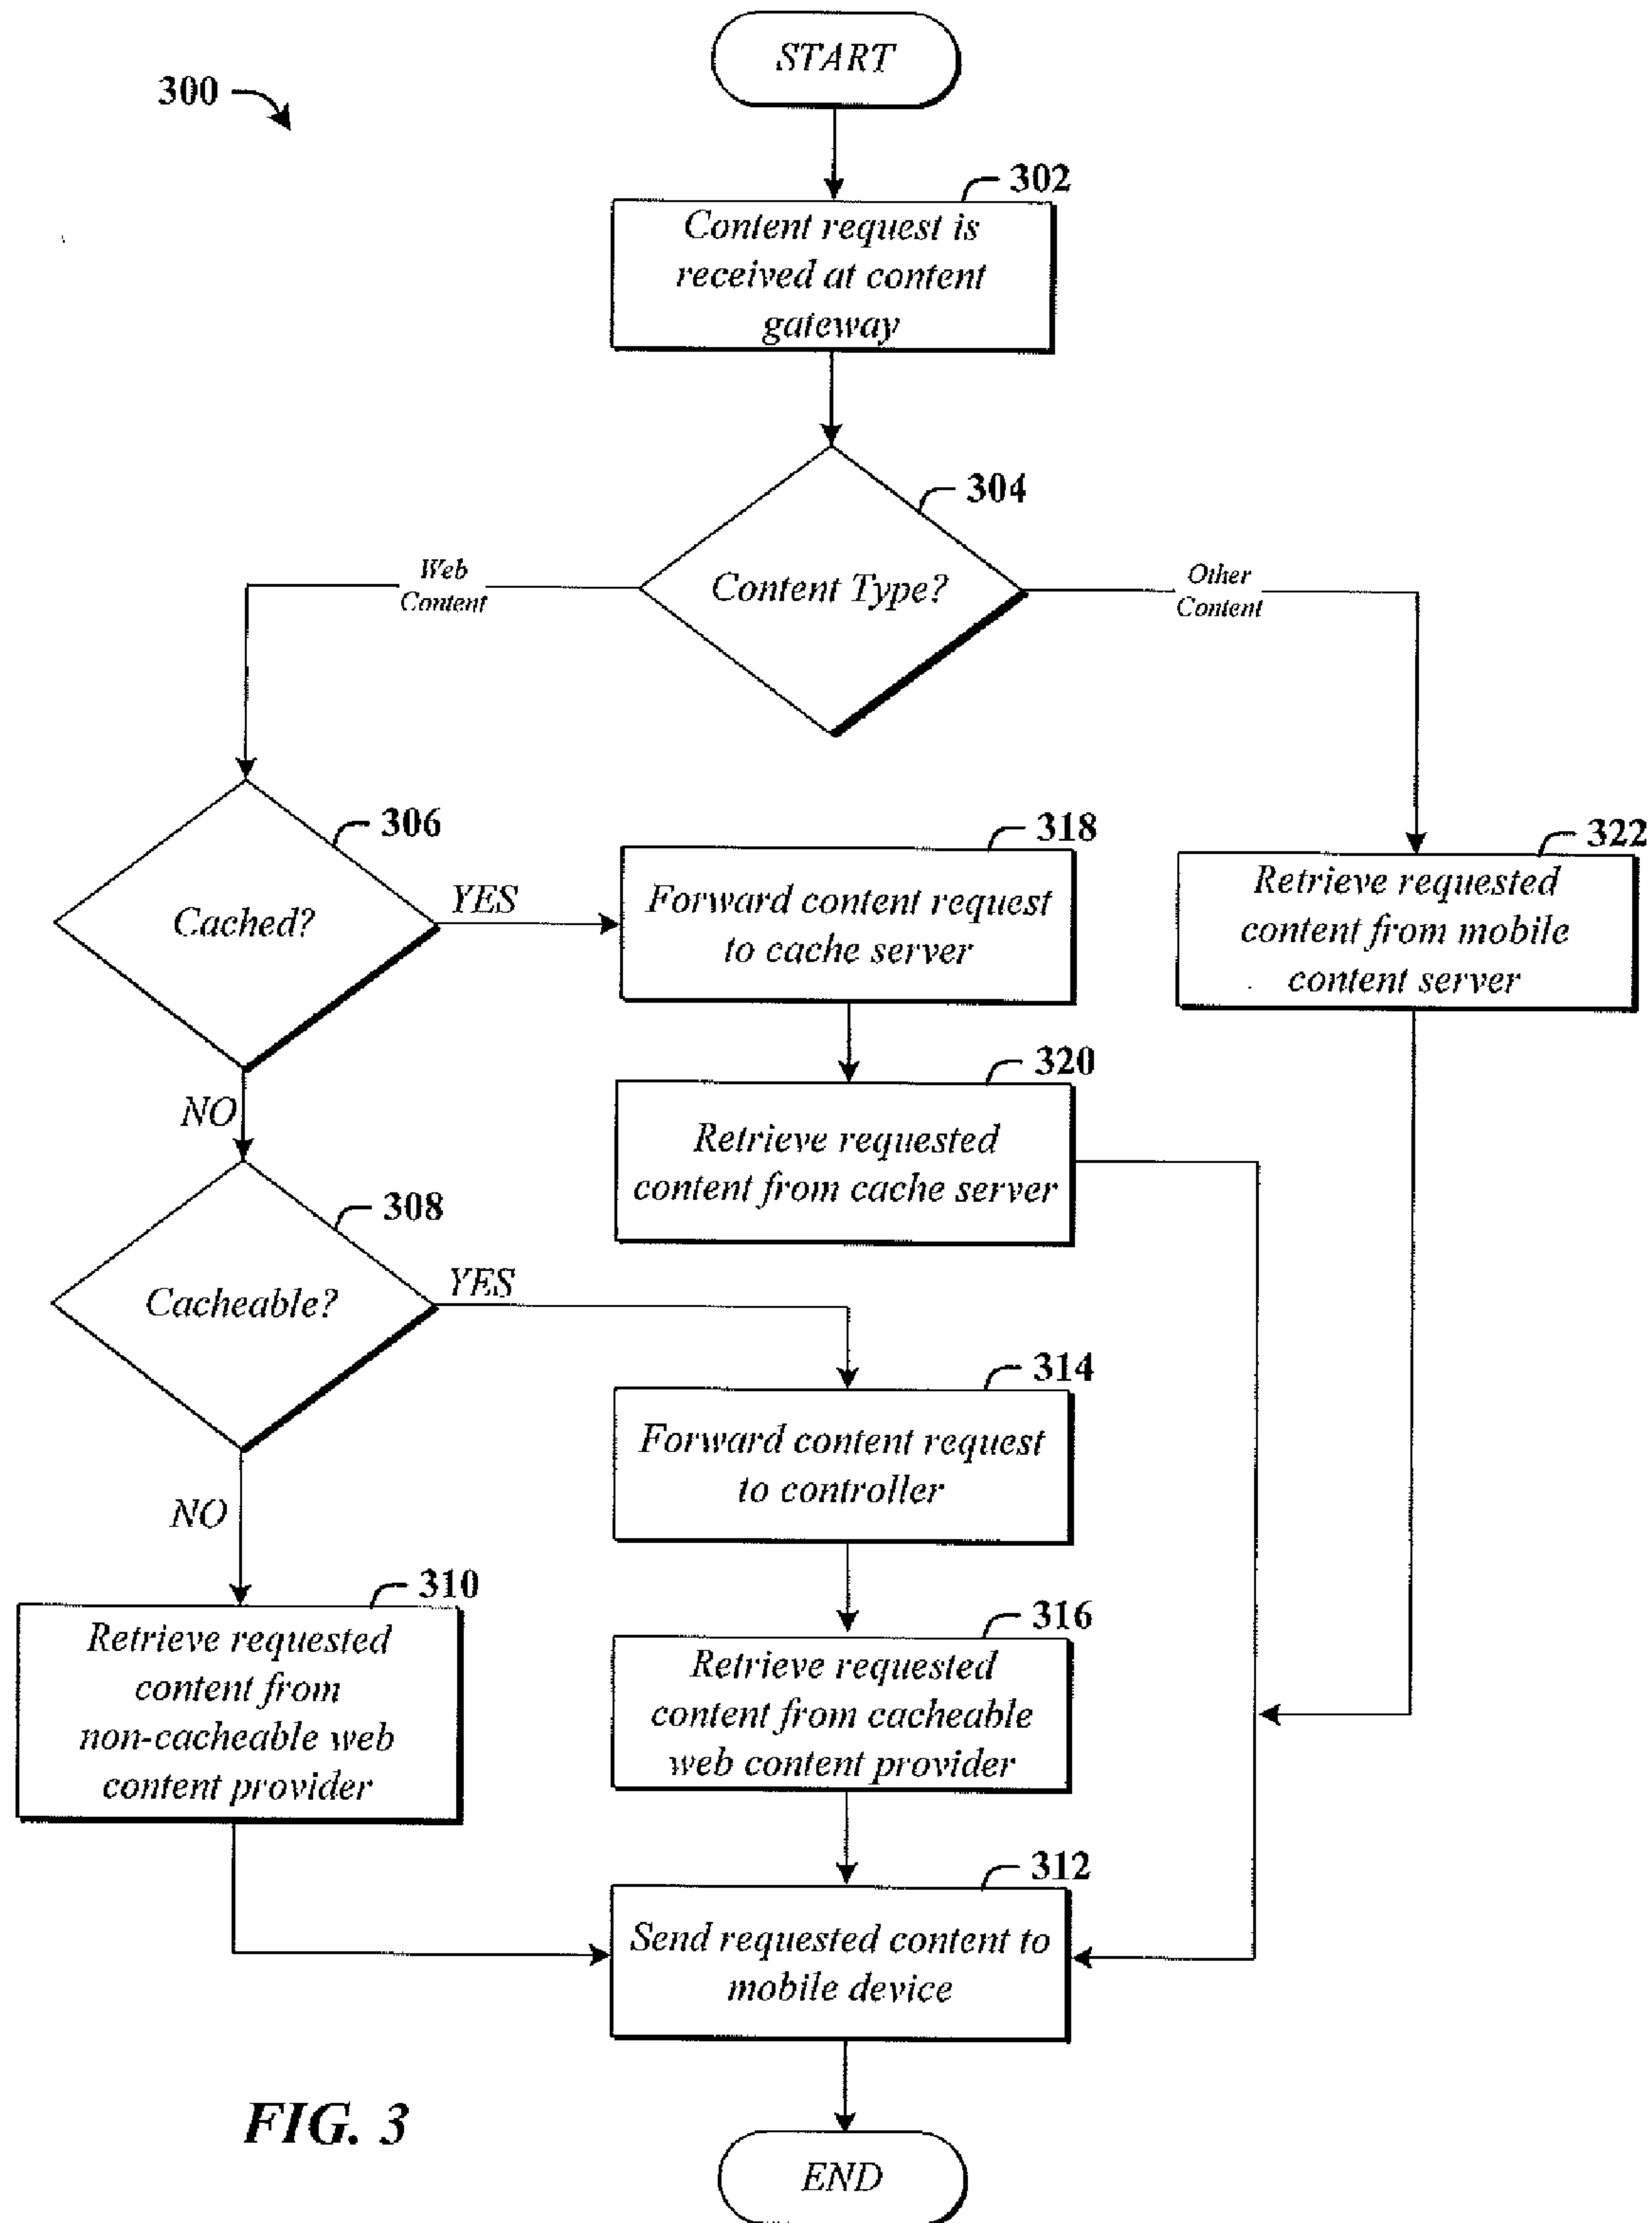 START
300
302
Content request is
received at content
gateway
304
Content Type?
Web
Content
Other
Content
306
Cached?
YES
318
Forward content request
to cache server
322
Retrieve requested
content from mobile
content server
NO
320
Retrieve requested
content from cache server
308
Cacheable?
YES
314
Forward content request
to controller
NO
310
Retrieve requested
content from
non-cacheable web
content provider
316
Retrieve requested
content from cacheable
web content provider
312
Send requested content to
mobile device
FIG. 3
END